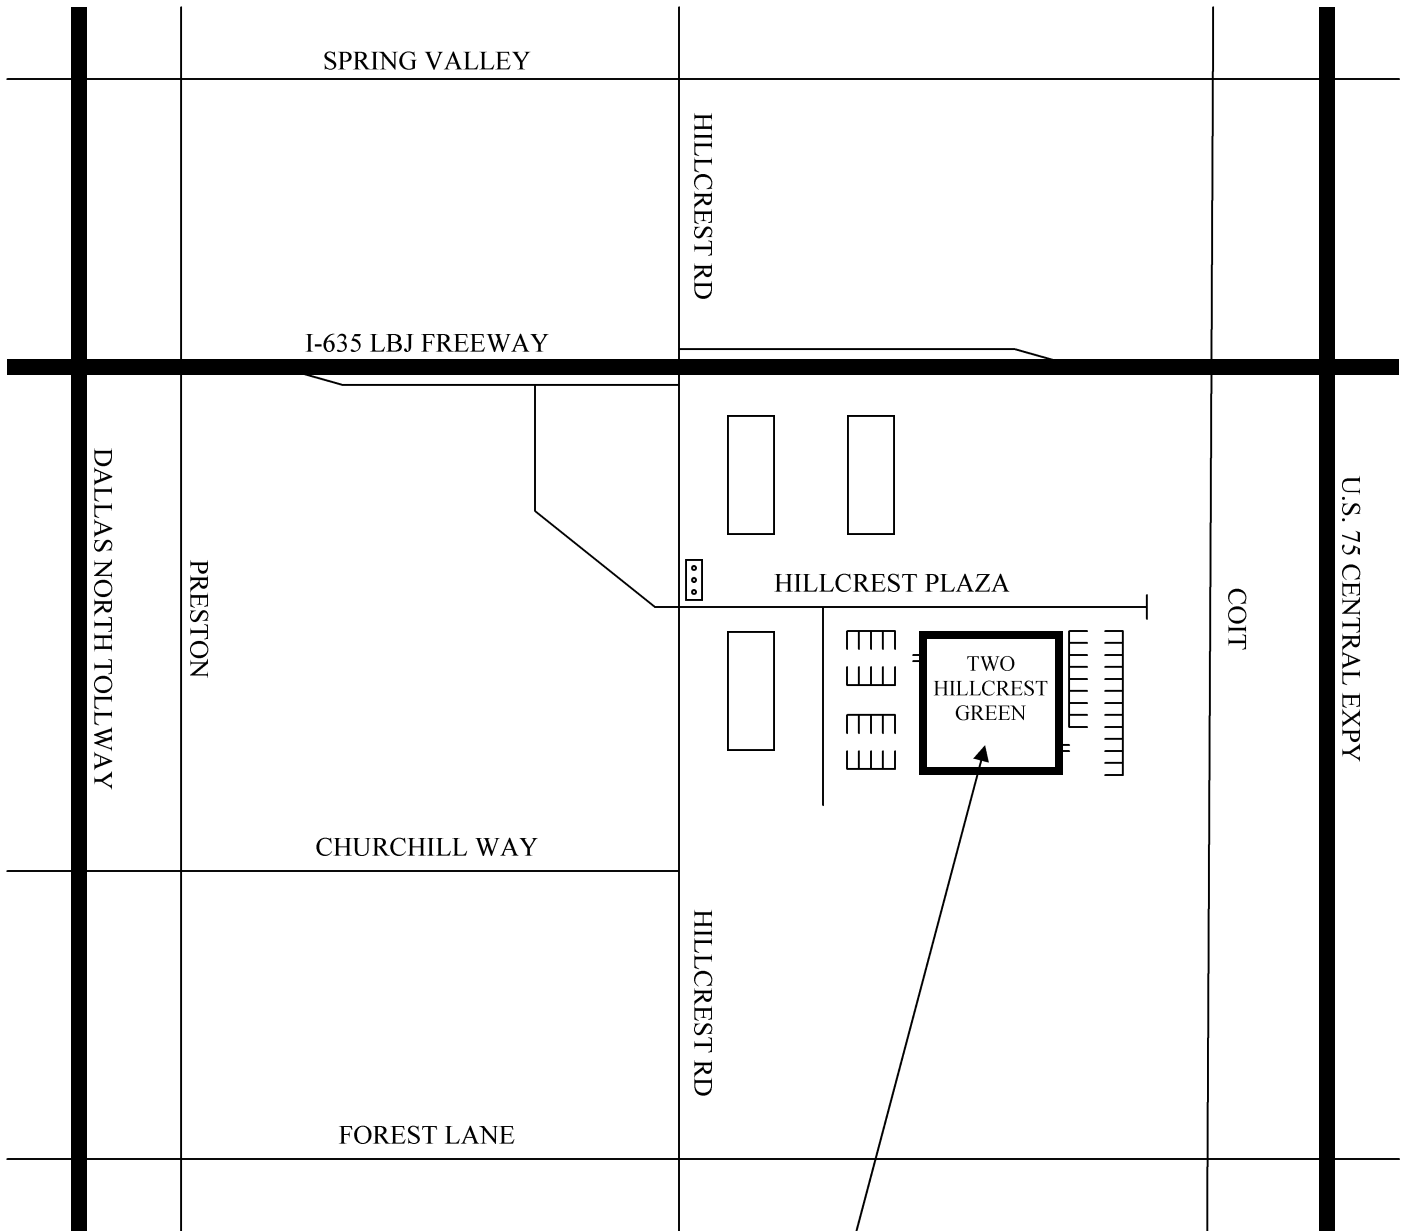 SPRING VALLEY
HILLCREST RD
I-635 LBJ FREEWAY
DALLAS NORTH TOLLWAY
PRESTON
HILLCREST PLAZA
COIT
U.S. 75 CENTRAL EXPY
TWO
HILLCREST
GREEN
CHURCHILL WAY
HILLCREST RD
FOREST LANE